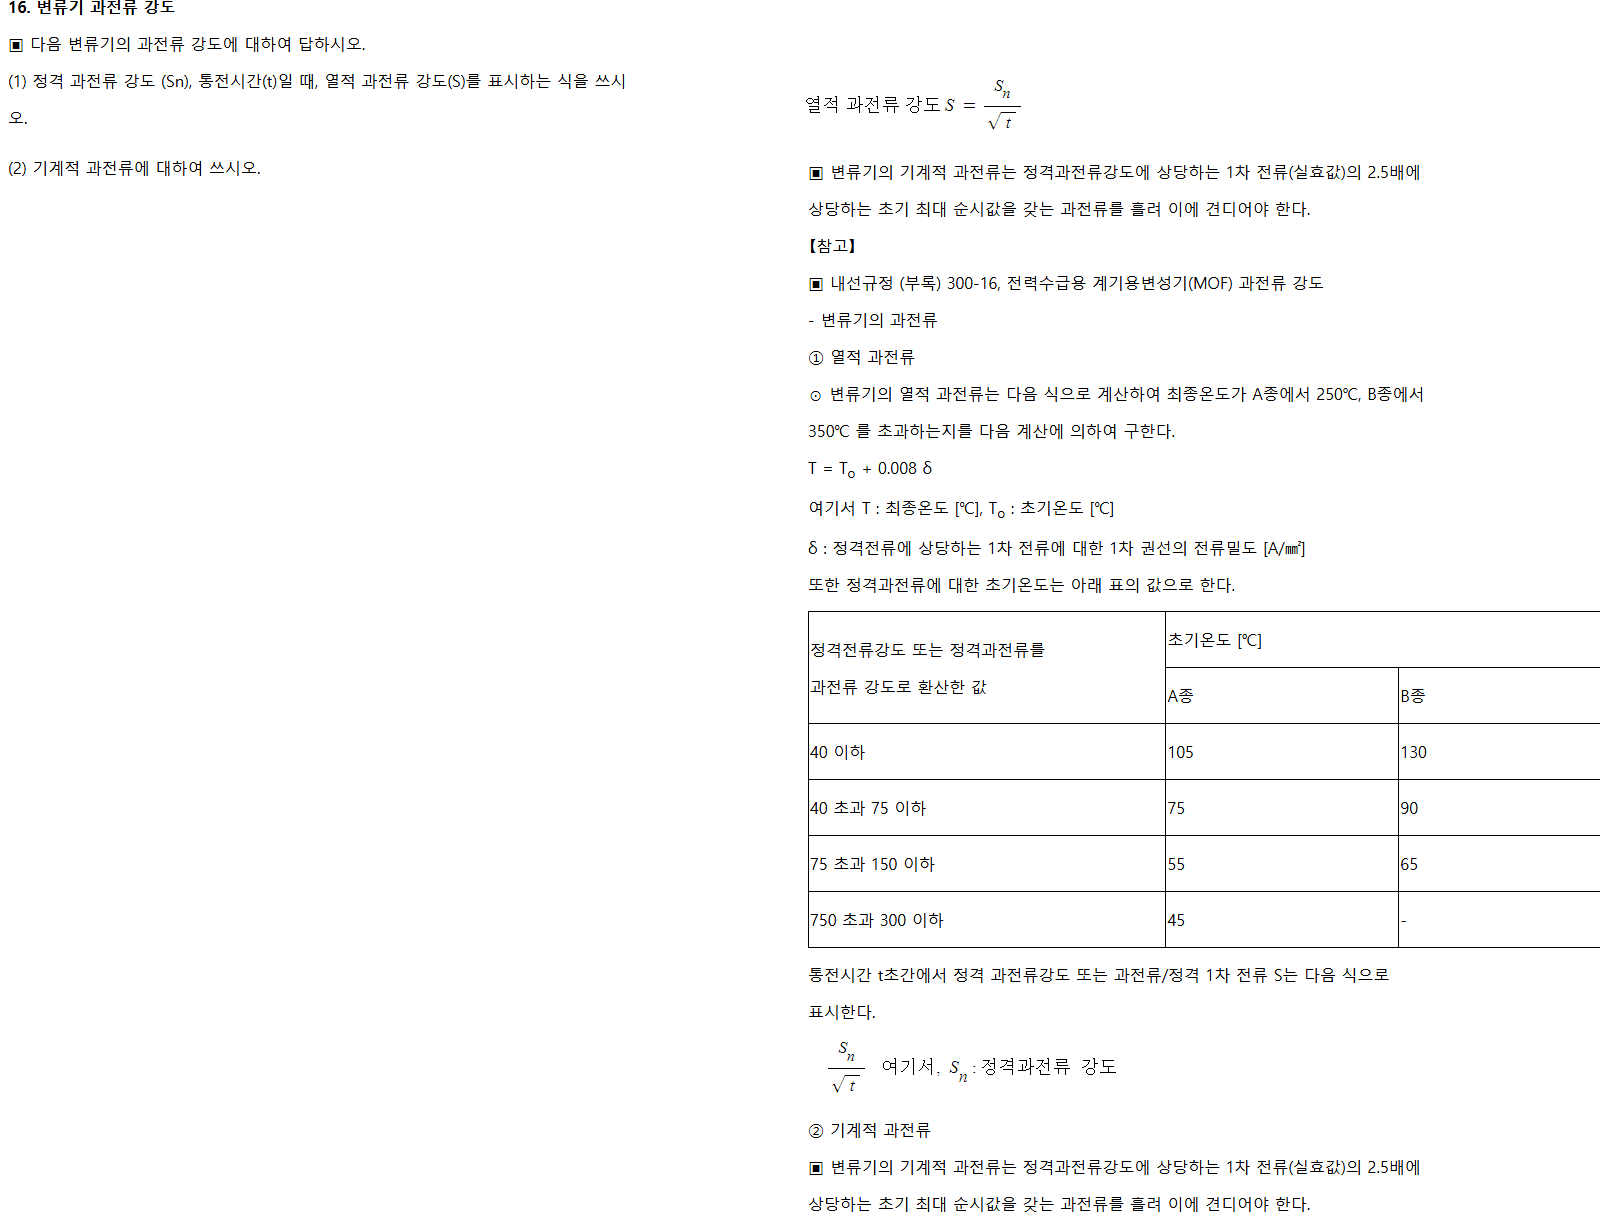 16. 변류기 과전류 강도
▣ 다음 변류기의 과전류 강도에 대하여 답하시오.
(1) 정격 과전류 강도 (Sn), 통전시간(t)일 때, 열적 과전류 강도(S)를 표시하는 식을 쓰시
오.
(2) 기계적 과전류에 대하여 쓰시오.
열적 과전류 강도 S = Sn / √t
▣ 변류기의 기계적 과전류는 정격과전류강도에 상당하는 1차 전류(실효값)의 2.5배에
상당하는 초기 최대 순시값을 갖는 과전류를 흘려 이에 견디어야 한다.
【참고】
▣ 내선규정 (부록) 300-16, 전력수급용 계기용변성기(MOF) 과전류 강도
- 변류기의 과전류
① 열적 과전류
⊙ 변류기의 열적 과전류는 다음 식으로 계산하여 최종온도가 A종에서 250℃, B종에서
350℃ 를 초과하는지를 다음 계산에 의하여 구한다.
T = To + 0.008 δ
여기서 T : 최종온도 [℃], To : 초기온도 [℃]
δ : 정격전류에 상당하는 1차 전류에 대한 1차 권선의 전류밀도 [A/㎟]
또한 정격과전류에 대한 초기온도는 아래 표의 값으로 한다.
정격전류강도 또는 정격과전류를
과전류 강도로 환산한 값
초기온도 [℃]
A종 B종
40 이하 105 130
40 초과 75 이하 75 90
75 초과 150 이하 55 65
750 초과 300 이하 45 -
통전시간 t초간에서 정격 과전류강도 또는 과전류/정격 1차 전류 S는 다음 식으로
표시한다.
Sn / √t 여기서, Sn : 정격과전류 강도
② 기계적 과전류
▣ 변류기의 기계적 과전류는 정격과전류강도에 상당하는 1차 전류(실효값)의 2.5배에
상당하는 초기 최대 순시값을 갖는 과전류를 흘려 이에 견디어야 한다.